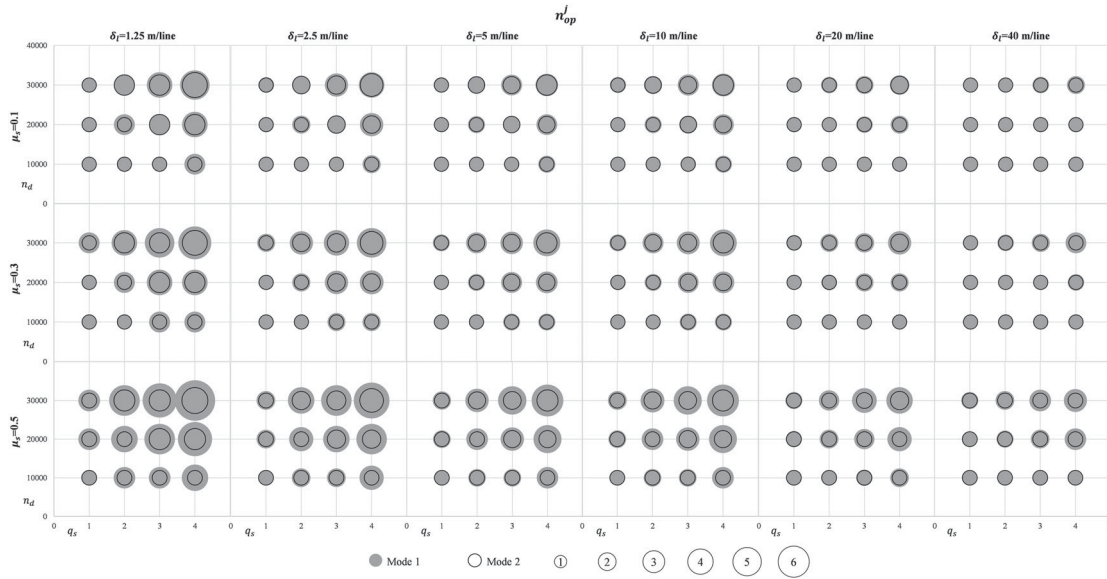 n_op^j
δ_l=1.25 m/line δ_l=2.5 m/line δ_l=5 m/line δ_l=10 m/line δ_l=20 m/line δ_l=40 m/line
40000
30000
μ_s=0.1
20000
10000
n_d
0
30000
μ_s=0.3
20000
10000
n_d
0
30000
μ_s=0.5
20000
10000
n_d
0
0 q_s 1 2 3 4 0 q_s 1 2 3 4 0 q_s 1 2 3 4 0 q_s 1 2 3 4 0 q_s 1 2 3 4 0 q_s 1 2 3 4
Mode 1 Mode 2 1 2 3 4 5 6